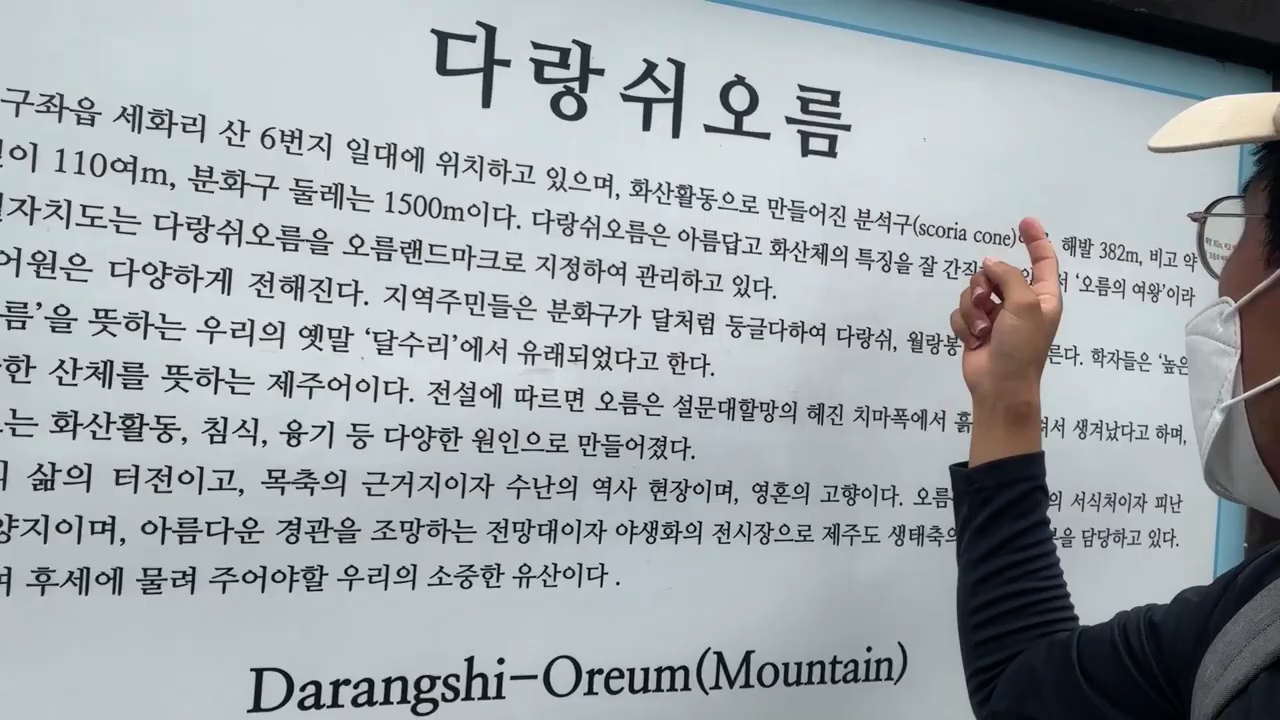 다랑쉬오름
구좌읍 세화리 산 6번지 일대에 위치하고 있으며, 화산활동으로 만들어진 분석구(scoria cone) 해발 382m, 비고 약
이 110여m, 분화구 둘레는 1500m이다. 다랑쉬오름은 아름답고 화산체의 특징을 잘 '오름의 여왕'이라
자치도는 다랑쉬오름을 오름랜드마크로 지정하여 관리하고 있다.
어원은 다양하게 전해진다. 지역주민들은 분화구가 달처럼 둥글다하여 다랑쉬, 월랑봉 학자들은 '높은
름'을 뜻하는 우리의 옛말 '달수리'에서 유래되었다고 한다.
한 산체를 뜻하는 제주어이다. 전설에 따르면 오름은 설문대할망의 헤진 치마폭에서 생겨났다고 하며,
는 화산활동, 침식, 융기 등 다양한 원인으로 만들어졌다.
삶의 터전이고, 목축의 근거지이자 수난의 역사 현장이며, 영혼의 고향이다. 서식처이자 피난
양지이며, 아름다운 경관을 조망하는 전망대이자 야생화의 전시장으로 제주도 생태축의 담당하고 있다.
후세에 물려 주어야할 우리의 소중한 유산이다.
Darangshi-Oreum(Mountain)